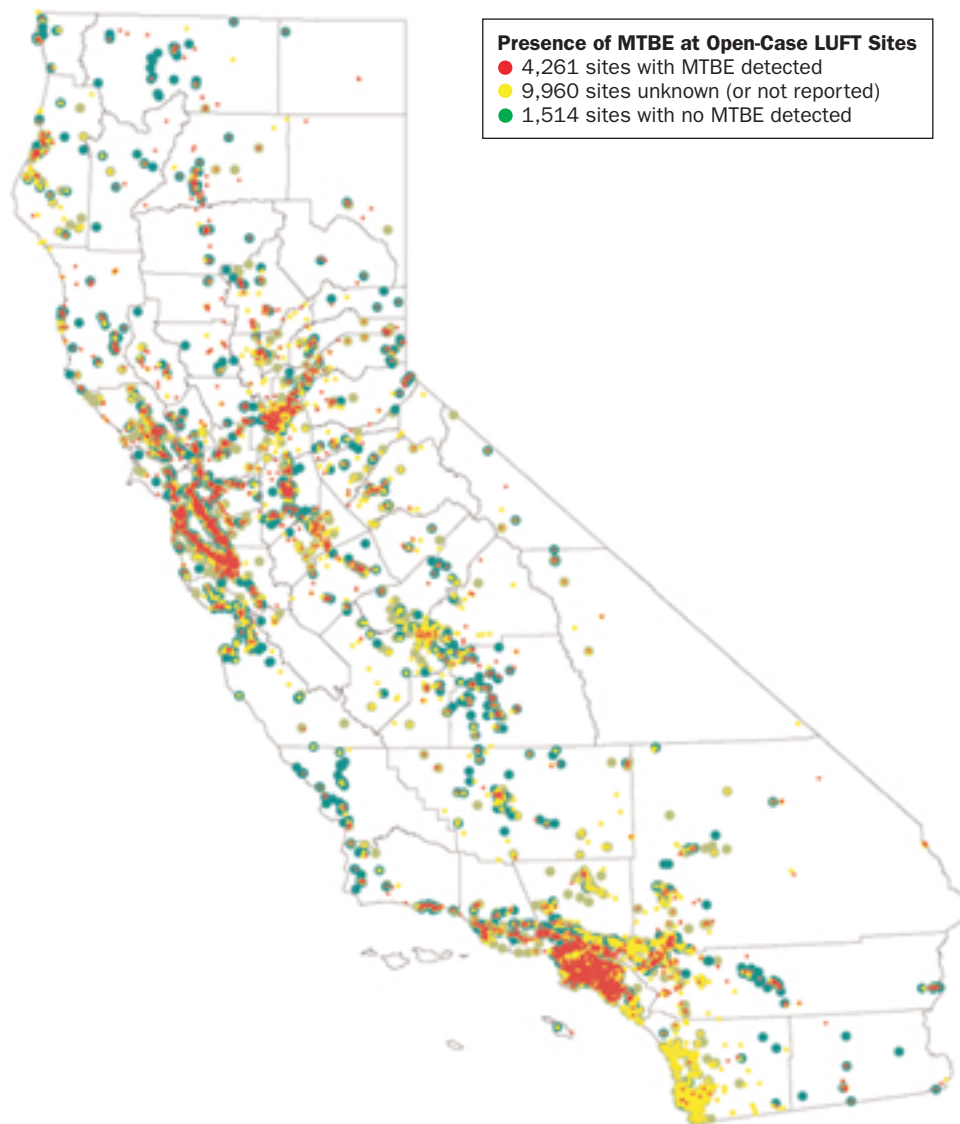 Presence of MTBE at Open-Case LUFT Sites
4,261 sites with MTBE detected
9,960 sites unknown (or not reported)
1,514 sites with no MTBE detected